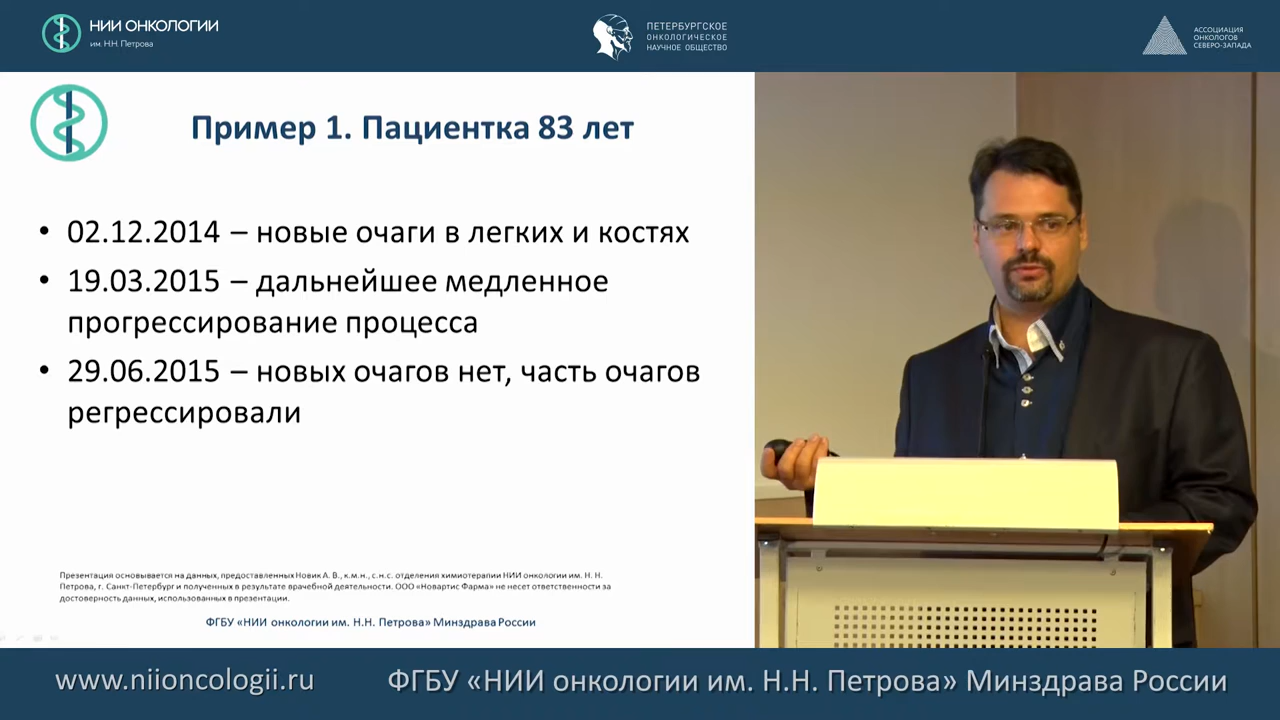 НИИ ОНКОЛОГИИ
им. Н.Н. Петрова
ПЕТЕРБУРГСКОЕ
ОНКОЛОГИЧЕСКОЕ
НАУЧНОЕ ОБЩЕСТВО
АССОЦИАЦИЯ
ОНКОЛОГОВ
СЕВЕРО-ЗАПАДА
Пример 1. Пациентка 83 лет
• 02.12.2014 – новые очаги в легких и костях
• 19.03.2015 – дальнейшее медленное
прогрессирование процесса
• 29.06.2015 – новых очагов нет, часть очагов
регрессировали
Презентация основывается на данных, предоставленных Новик А. В., к.м.н., с.н.с. отделения химиотерапии НИИ онкологии им. Н. Н.
Петрова, г. Санкт-Петербург и полученных в результате врачебной деятельности. ООО «Новартис Фарма» не несет ответственности за
достоверность данных, использованных в презентации.
ФГБУ «НИИ онкологии им. Н.Н. Петрова» Минздрава России
www.niioncologii.ru
ФГБУ «НИИ онкологии им. Н.Н. Петрова» Минздрава России